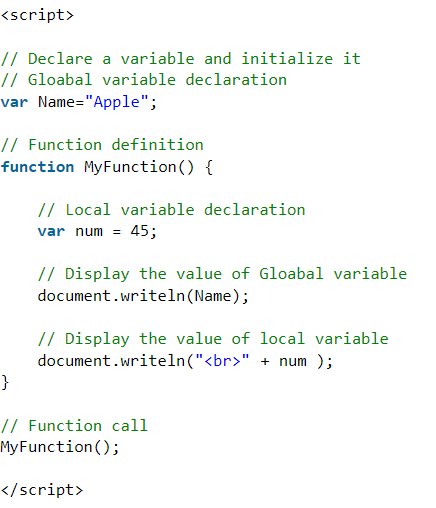 <script>
// Declare a variable and initialize it
// Gloabal variable declaration
var Name="Apple";
// Function definition
function MyFunction() {
// Local variable declaration
var num = 45;
// Display the value of Gloabal variable
document.writeln(Name);
// Display the value of local variable
document.writeln("<br>" + num );
}
// Function call
MyFunction();
</script>